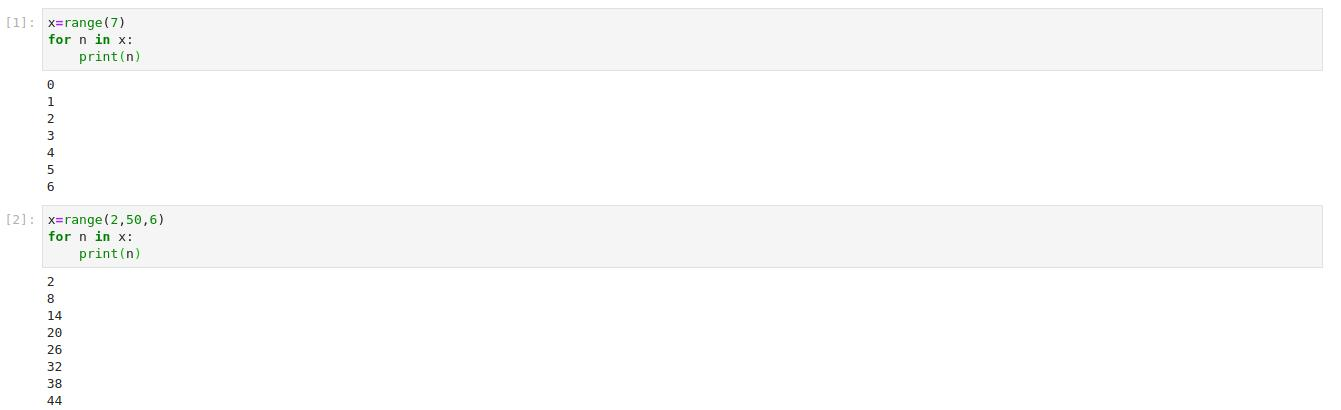 [1]: x=range(7)
for n in x:
    print(n)
0
1
2
3
4
5
6
[2]: x=range(2,50,6)
for n in x:
    print(n)
2
8
14
20
26
32
38
44